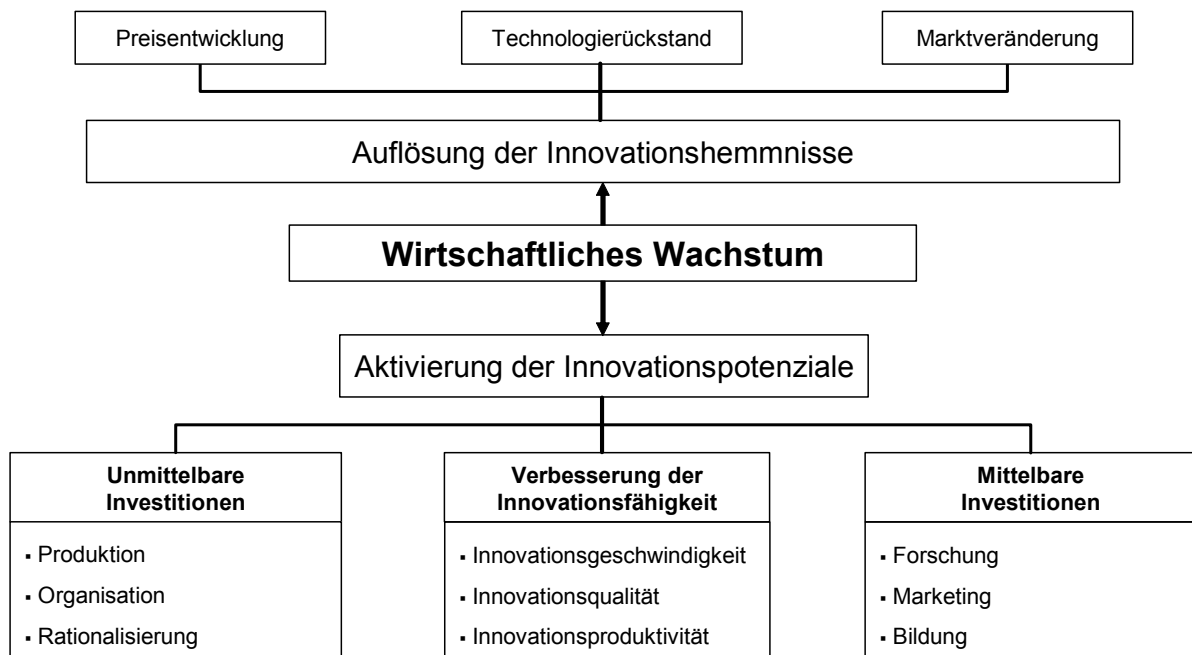 Preisentwicklung
Technologierückstand
Marktveränderung
Auflösung der Innovationshemmnisse
Wirtschaftliches Wachstum
Aktivierung der Innovationspotenziale
Unmittelbare
Investitionen
▪ Produktion
▪ Organisation
▪ Rationalisierung
Verbesserung der
Innovationsfähigkeit
▪ Innovationsgeschwindigkeit
▪ Innovationsqualität
▪ Innovationsproduktivität
Mittelbare
Investitionen
▪ Forschung
▪ Marketing
▪ Bildung